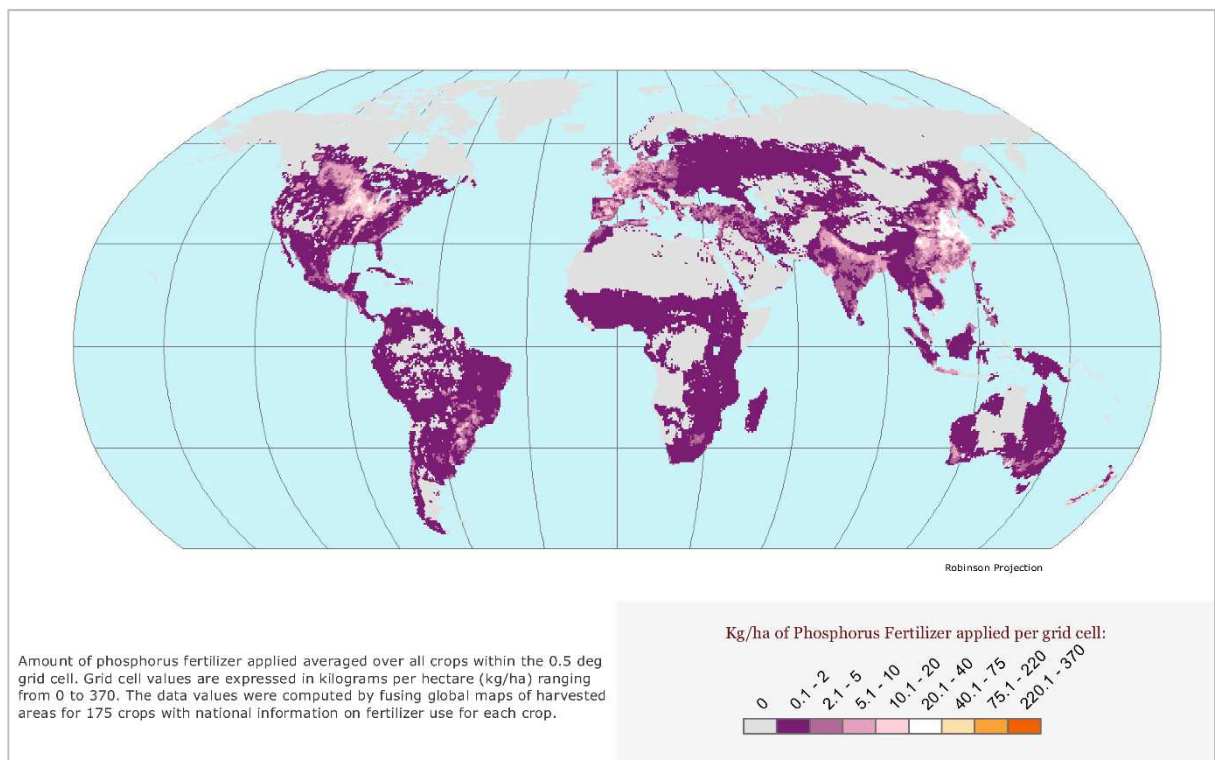 Robinson Projection
Kg/ha of Phosphorus Fertilizer applied per grid cell:
Amount of phosphorus fertilizer applied averaged over all crops within the 0.5 deg
grid cell. Grid cell values are expressed in kilograms per hectare (kg/ha) ranging
from 0 to 370. The data values were computed by fusing global maps of harvested
areas for 175 crops with national information on fertilizer use for each crop.
0
0.1 - 2
2.1 - 5
5.1 - 10
10.1 - 20
20.1 - 40
40.1 - 75
75.1 - 220
220.1 - 370